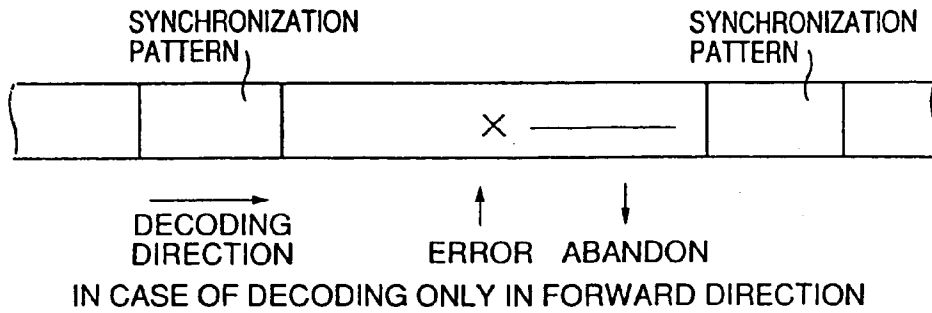 SYNCHRONIZATION
PATTERN
SYNCHRONIZATION
PATTERN
DECODING
DIRECTION
ERROR
ABANDON
IN CASE OF DECODING ONLY IN FORWARD DIRECTION